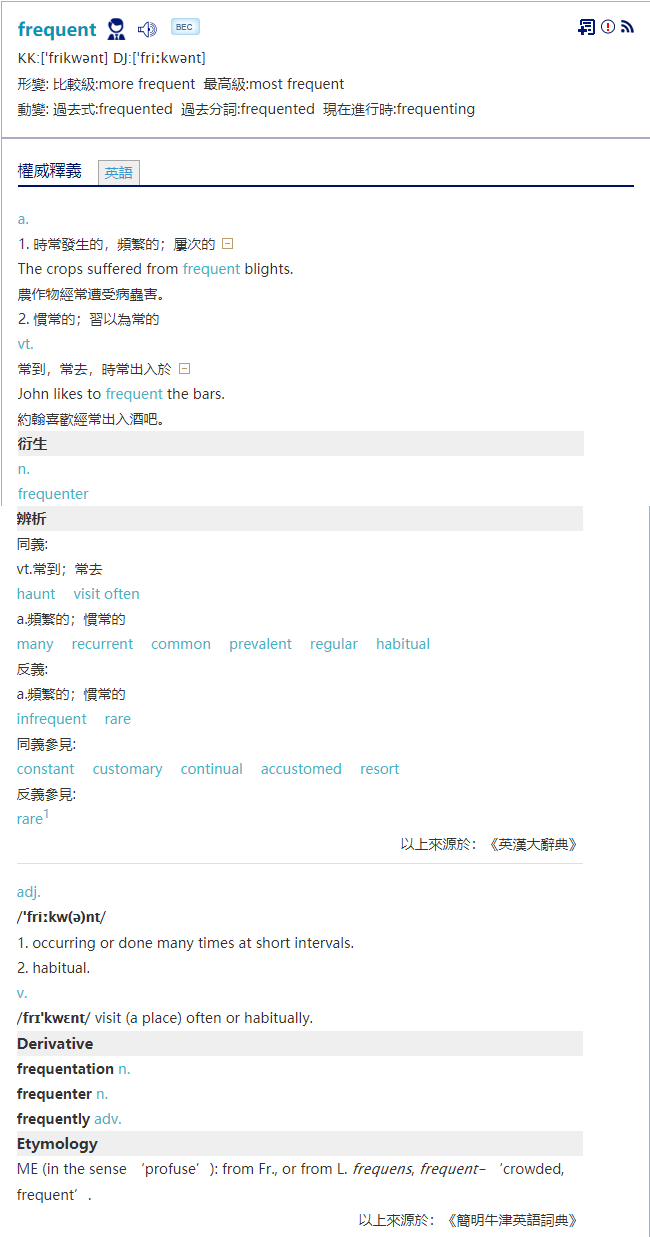 frequent BEC
KK:['frikwənt] DJ:['friːkwənt]
形變: 比較級:more frequent 最高級:most frequent
動變: 過去式:frequented 過去分詞:frequented 現在進行時:frequenting
權威釋義 英語
a.
1. 時常發生的，頻繁的；屢次的
The crops suffered from frequent blights.
農作物經常遭受病蟲害。
2. 慣常的；習以為常的
vt.
常到，常去，時常出入於
John likes to frequent the bars.
約翰喜歡經常出入酒吧。
衍生
n.
frequenter
辨析
同義:
vt.常到；常去
haunt visit often
a.頻繁的；慣常的
many recurrent common prevalent regular habitual
反義:
a.頻繁的；慣常的
infrequent rare
同義參見:
constant customary continual accustomed resort
反義參見:
rare1
以上來源於：《英漢大辭典》
adj.
/ˈfriːkw(ə)nt/
1. occurring or done many times at short intervals.
2. habitual.
v.
/frɪˈkwɛnt/ visit (a place) often or habitually.
Derivative
frequentation n.
frequenter n.
frequently adv.
Etymology
ME (in the sense ‘profuse’): from Fr., or from L. frequens, frequent– ‘crowded,
frequent’.
以上來源於：《簡明牛津英語詞典》